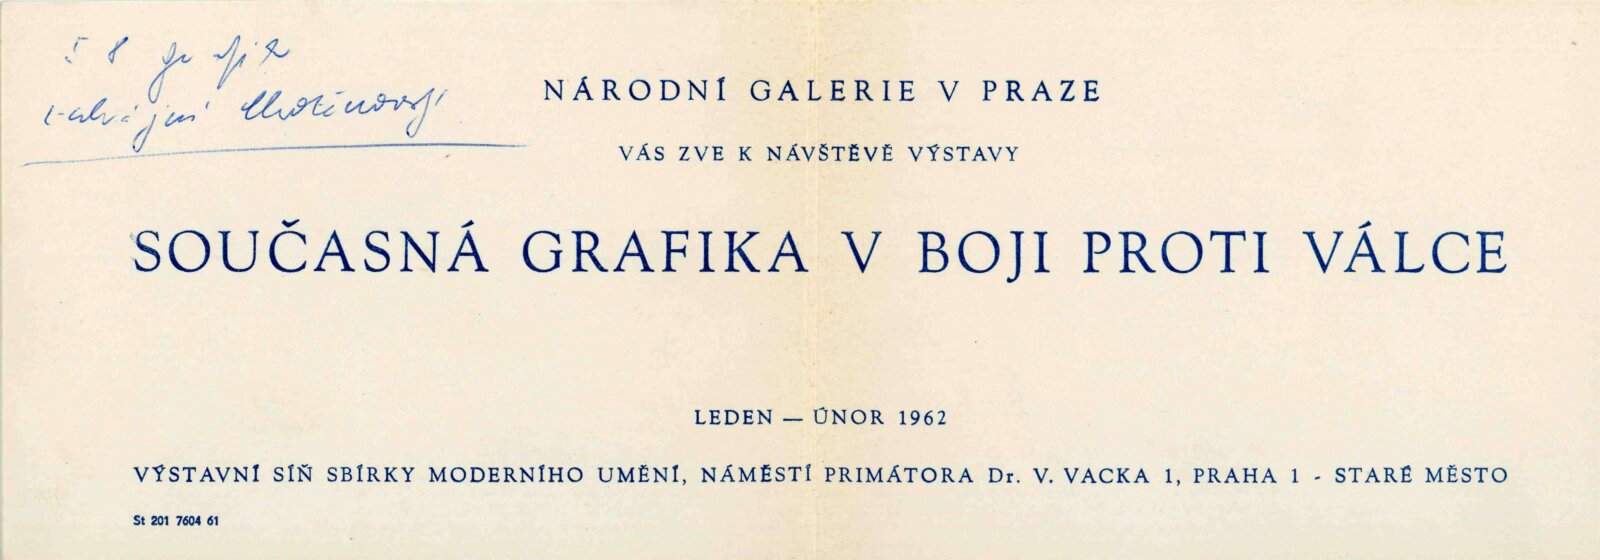 NÁRODNÍ GALERIE V PRAZE
VÁS ZVE K NÁVŠTĚVĚ VÝSTAVY
SOUČASNÁ GRAFIKA V BOJI PROTI VÁLCE
LEDEN — ÚNOR 1962
VÝSTAVNÍ SÍŇ SBÍRKY MODERNÍHO UMĚNÍ, NÁMĚSTÍ PRIMÁTORA Dr. V. VACKA 1, PRAHA 1 - STARÉ MĚSTO
St 201 7604 61